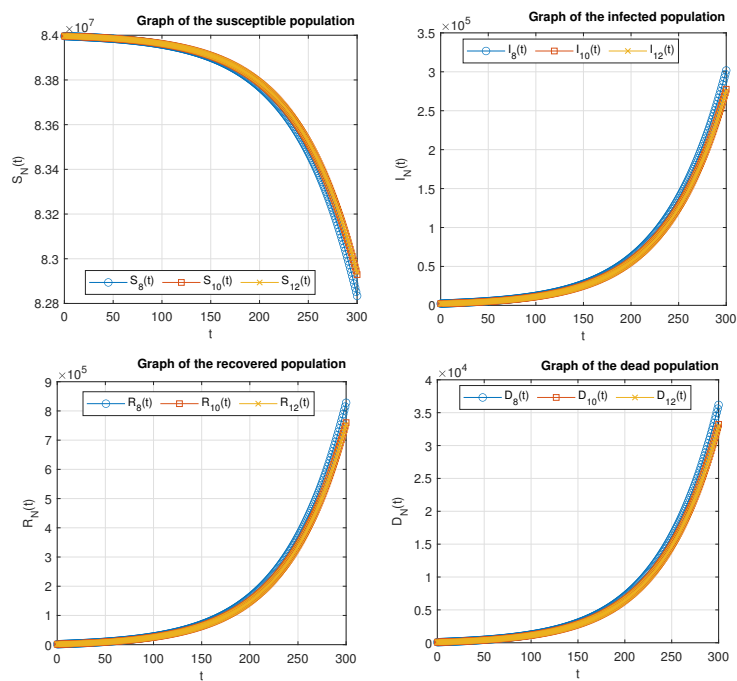 Graph of the susceptible population
×10^7
8.4
8.38
8.36
8.34
8.32
8.3
8.28
S_N(t)
S_8(t) S_10(t) S_12(t)
0 50 100 150 200 250 300
t
Graph of the infected population
×10^5
3.5
3
2.5
2
1.5
1
0.5
0
I_N(t)
I_8(t) I_10(t) I_12(t)
0 50 100 150 200 250 300
t
Graph of the recovered population
×10^5
9
8
7
6
5
4
3
2
1
0
R_N(t)
R_8(t) R_10(t) R_12(t)
0 50 100 150 200 250 300
t
Graph of the dead population
×10^4
4
3.5
3
2.5
2
1.5
1
0.5
0
D_N(t)
D_8(t) D_10(t) D_12(t)
0 50 100 150 200 250 300
t